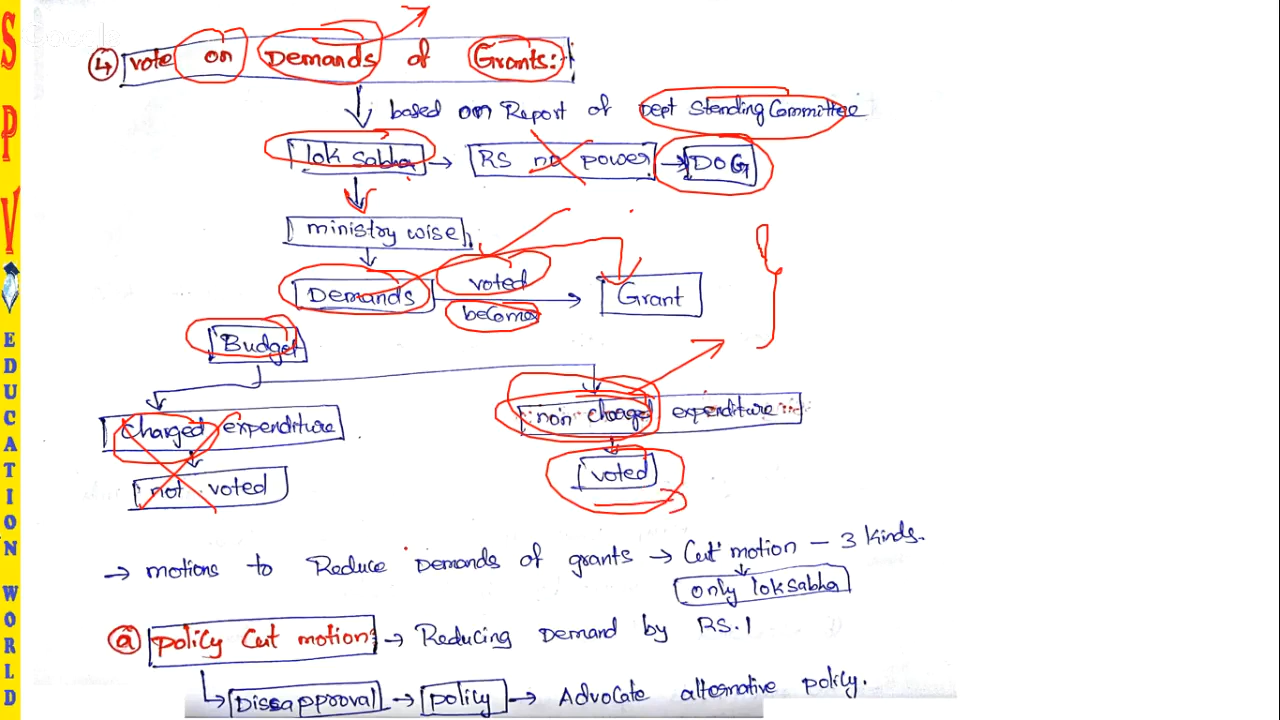 SPV EDUCATION WORLD
④ vote on Demands of Grants:-
based on Report of Dept Stending Committee
lok sabha → RS no power → DOG
ministry wise
Demands voted becomes → Grant
Budget
charged expenditure non charged expenditure :-
not voted voted
→ motions to Reduce Demands of grants → Cut motion – 3 Kinds.
only loksabha
ⓐ policy cut motion: → Reducing Demand by RS.1
Dissapproval → policy → Advocate alternative policy.